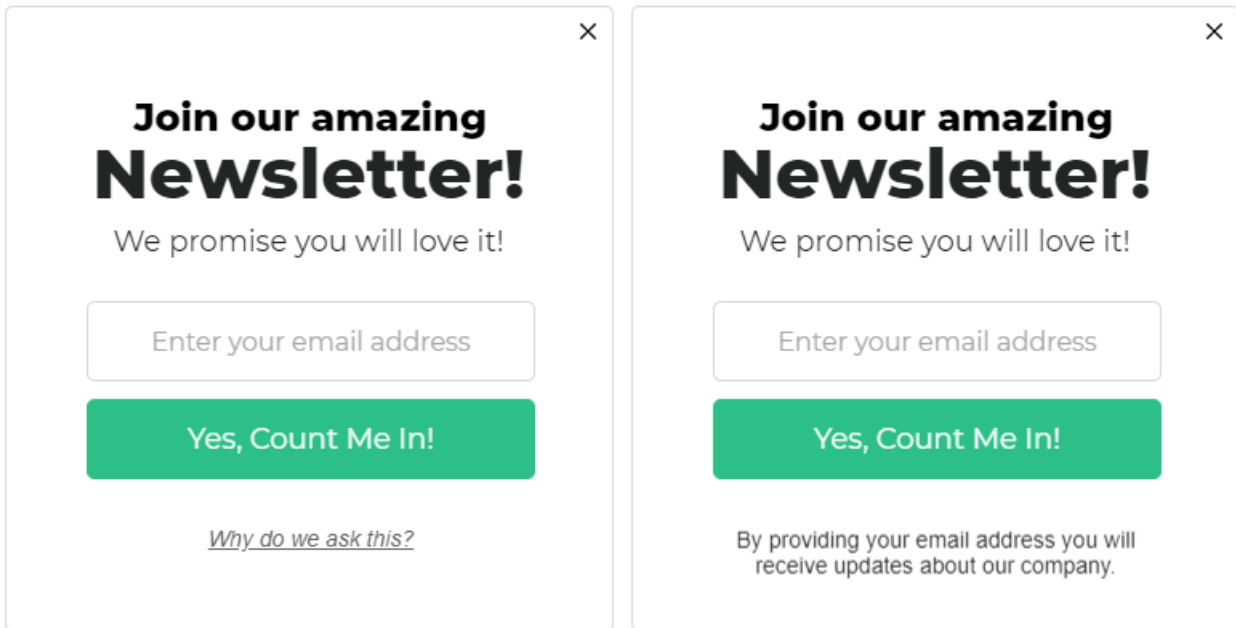 Join our amazing
Newsletter!
We promise you will love it!
Enter your email address
Yes, Count Me In!
Why do we ask this?
Join our amazing
Newsletter!
We promise you will love it!
Enter your email address
Yes, Count Me In!
By providing your email address you will
receive updates about our company.